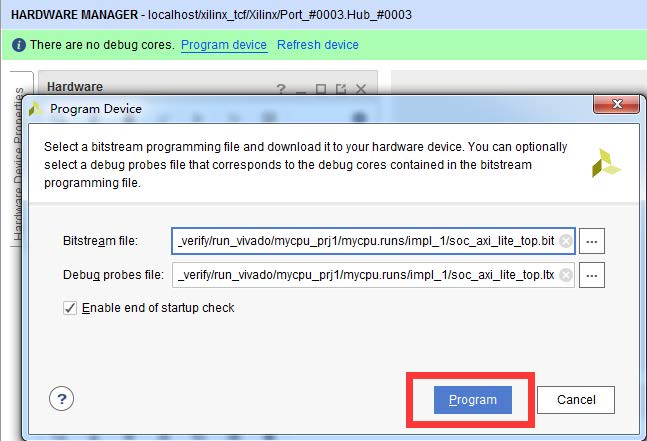 HARDWARE MANAGER - localhost/xilinx_tcf/Xilinx/Port_#0003.Hub_#0003
There are no debug cores. Program device Refresh device
Hardware
Hardware Device Properties
Program Device
Select a bitstream programming file and download it to your hardware device. You can optionally
select a debug probes file that corresponds to the debug cores contained in the bitstream
programming file.
Bitstream file: _verify/run_vivado/mycpu_prj1/mycpu.runs/impl_1/soc_axi_lite_top.bit
Debug probes file: _verify/run_vivado/mycpu_prj1/mycpu.runs/impl_1/soc_axi_lite_top.ltx
Enable end of startup check
Program Cancel